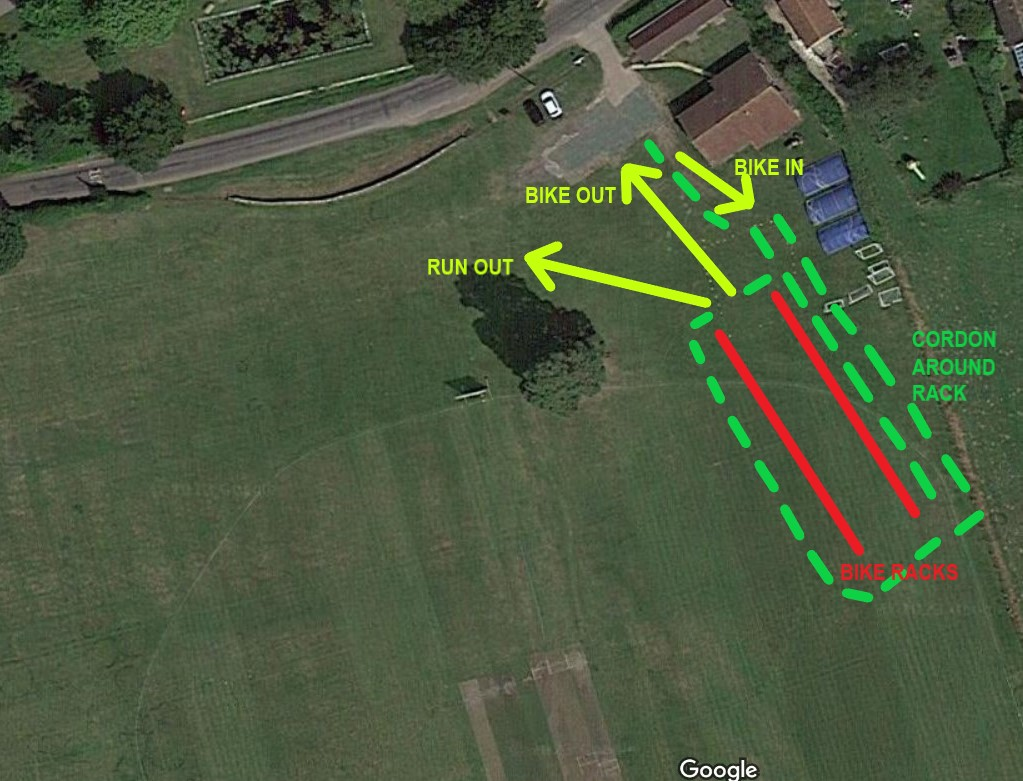 BIKE IN
BIKE OUT
RUN OUT
CORDON
AROUND
RACK
BIKE RACKS
Google